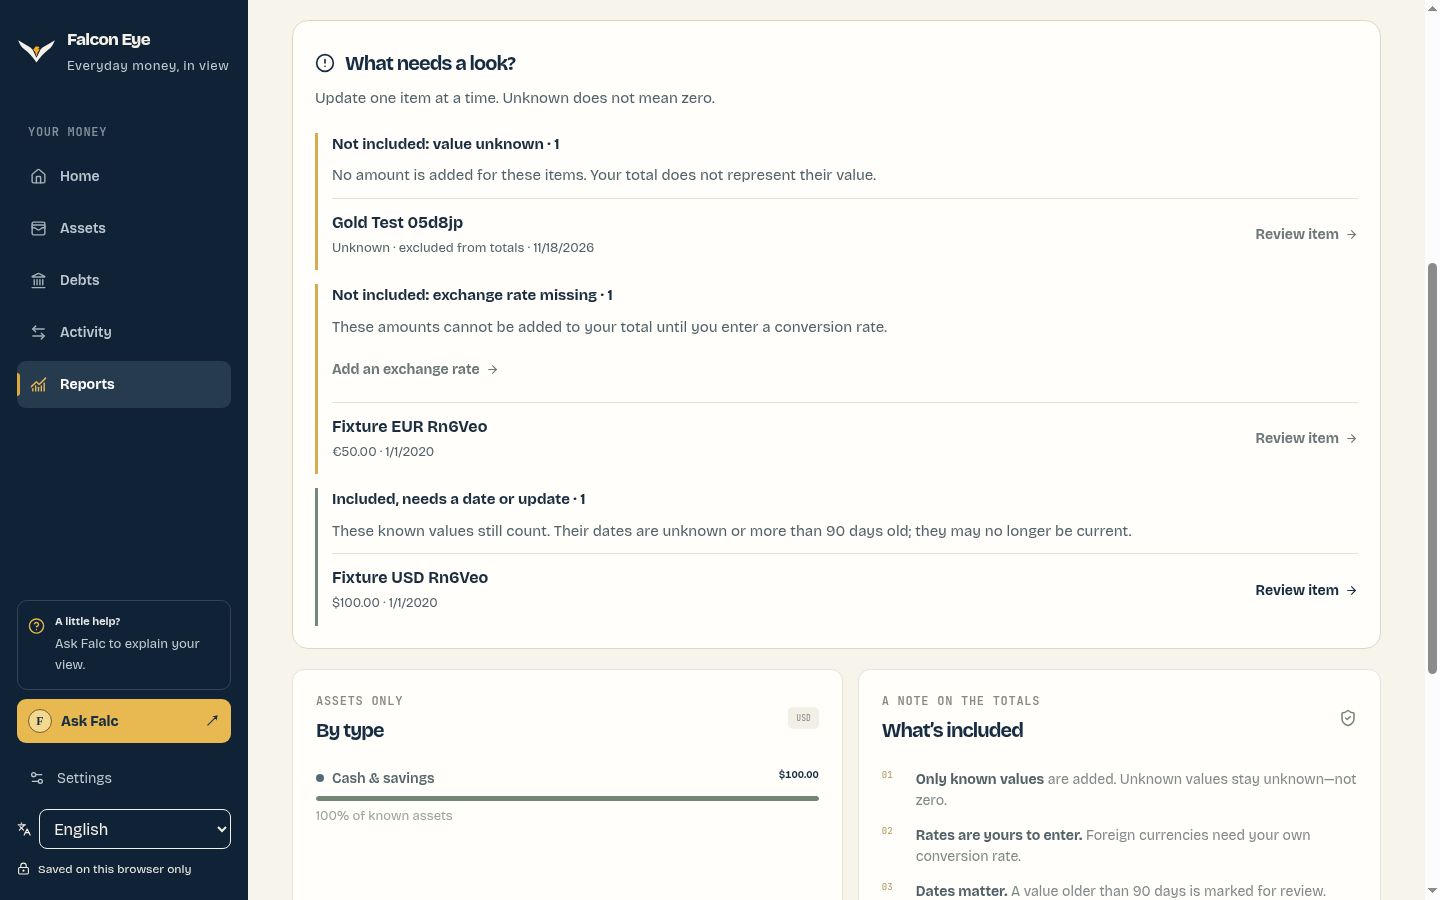 Falcon Eye
Everyday money, in view
YOUR MONEY
Home
Assets
Debts
Activity
Reports
A little help?
Ask Falc to explain your
view.
F Ask Falc
Settings
English
Saved on this browser only
What needs a look?
Update one item at a time. Unknown does not mean zero.
Not included: value unknown · 1
No amount is added for these items. Your total does not represent their value.
Gold Test 05d8jp
Unknown · excluded from totals · 11/18/2026
Review item →
Not included: exchange rate missing · 1
These amounts cannot be added to your total until you enter a conversion rate.
Add an exchange rate →
Fixture EUR Rn6Veo
€50.00 · 1/1/2020
Review item →
Included, needs a date or update · 1
These known values still count. Their dates are unknown or more than 90 days old; they may no longer be current.
Fixture USD Rn6Veo
$100.00 · 1/1/2020
Review item →
ASSETS ONLY
By type
USD
Cash & savings
$100.00
100% of known assets
A NOTE ON THE TOTALS
What's included
01 Only known values are added. Unknown values stay unknown—not
zero.
02 Rates are yours to enter. Foreign currencies need your own
conversion rate.
03 Dates matter. A value older than 90 days is marked for review.